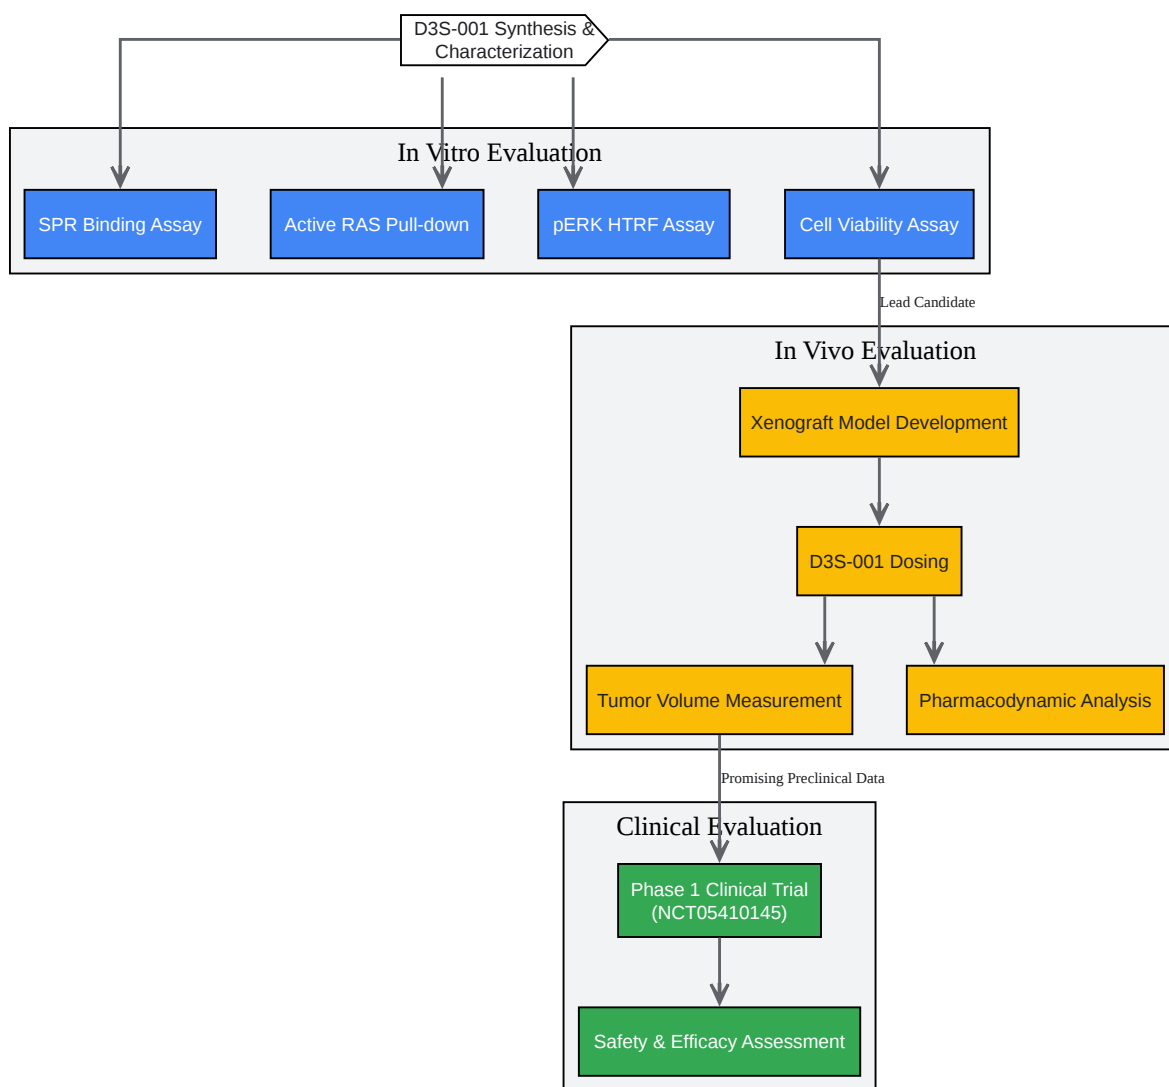 D3S-001 Synthesis &
Characterization
In Vitro Evaluation
SPR Binding Assay
Active RAS Pull-down
pERK HTRF Assay
Cell Viability Assay
Lead Candidate
In Vivo Evaluation
Xenograft Model Development
D3S-001 Dosing
Tumor Volume Measurement
Pharmacodynamic Analysis
Promising Preclinical Data
Clinical Evaluation
Phase 1 Clinical Trial
(NCT05410145)
Safety & Efficacy Assessment